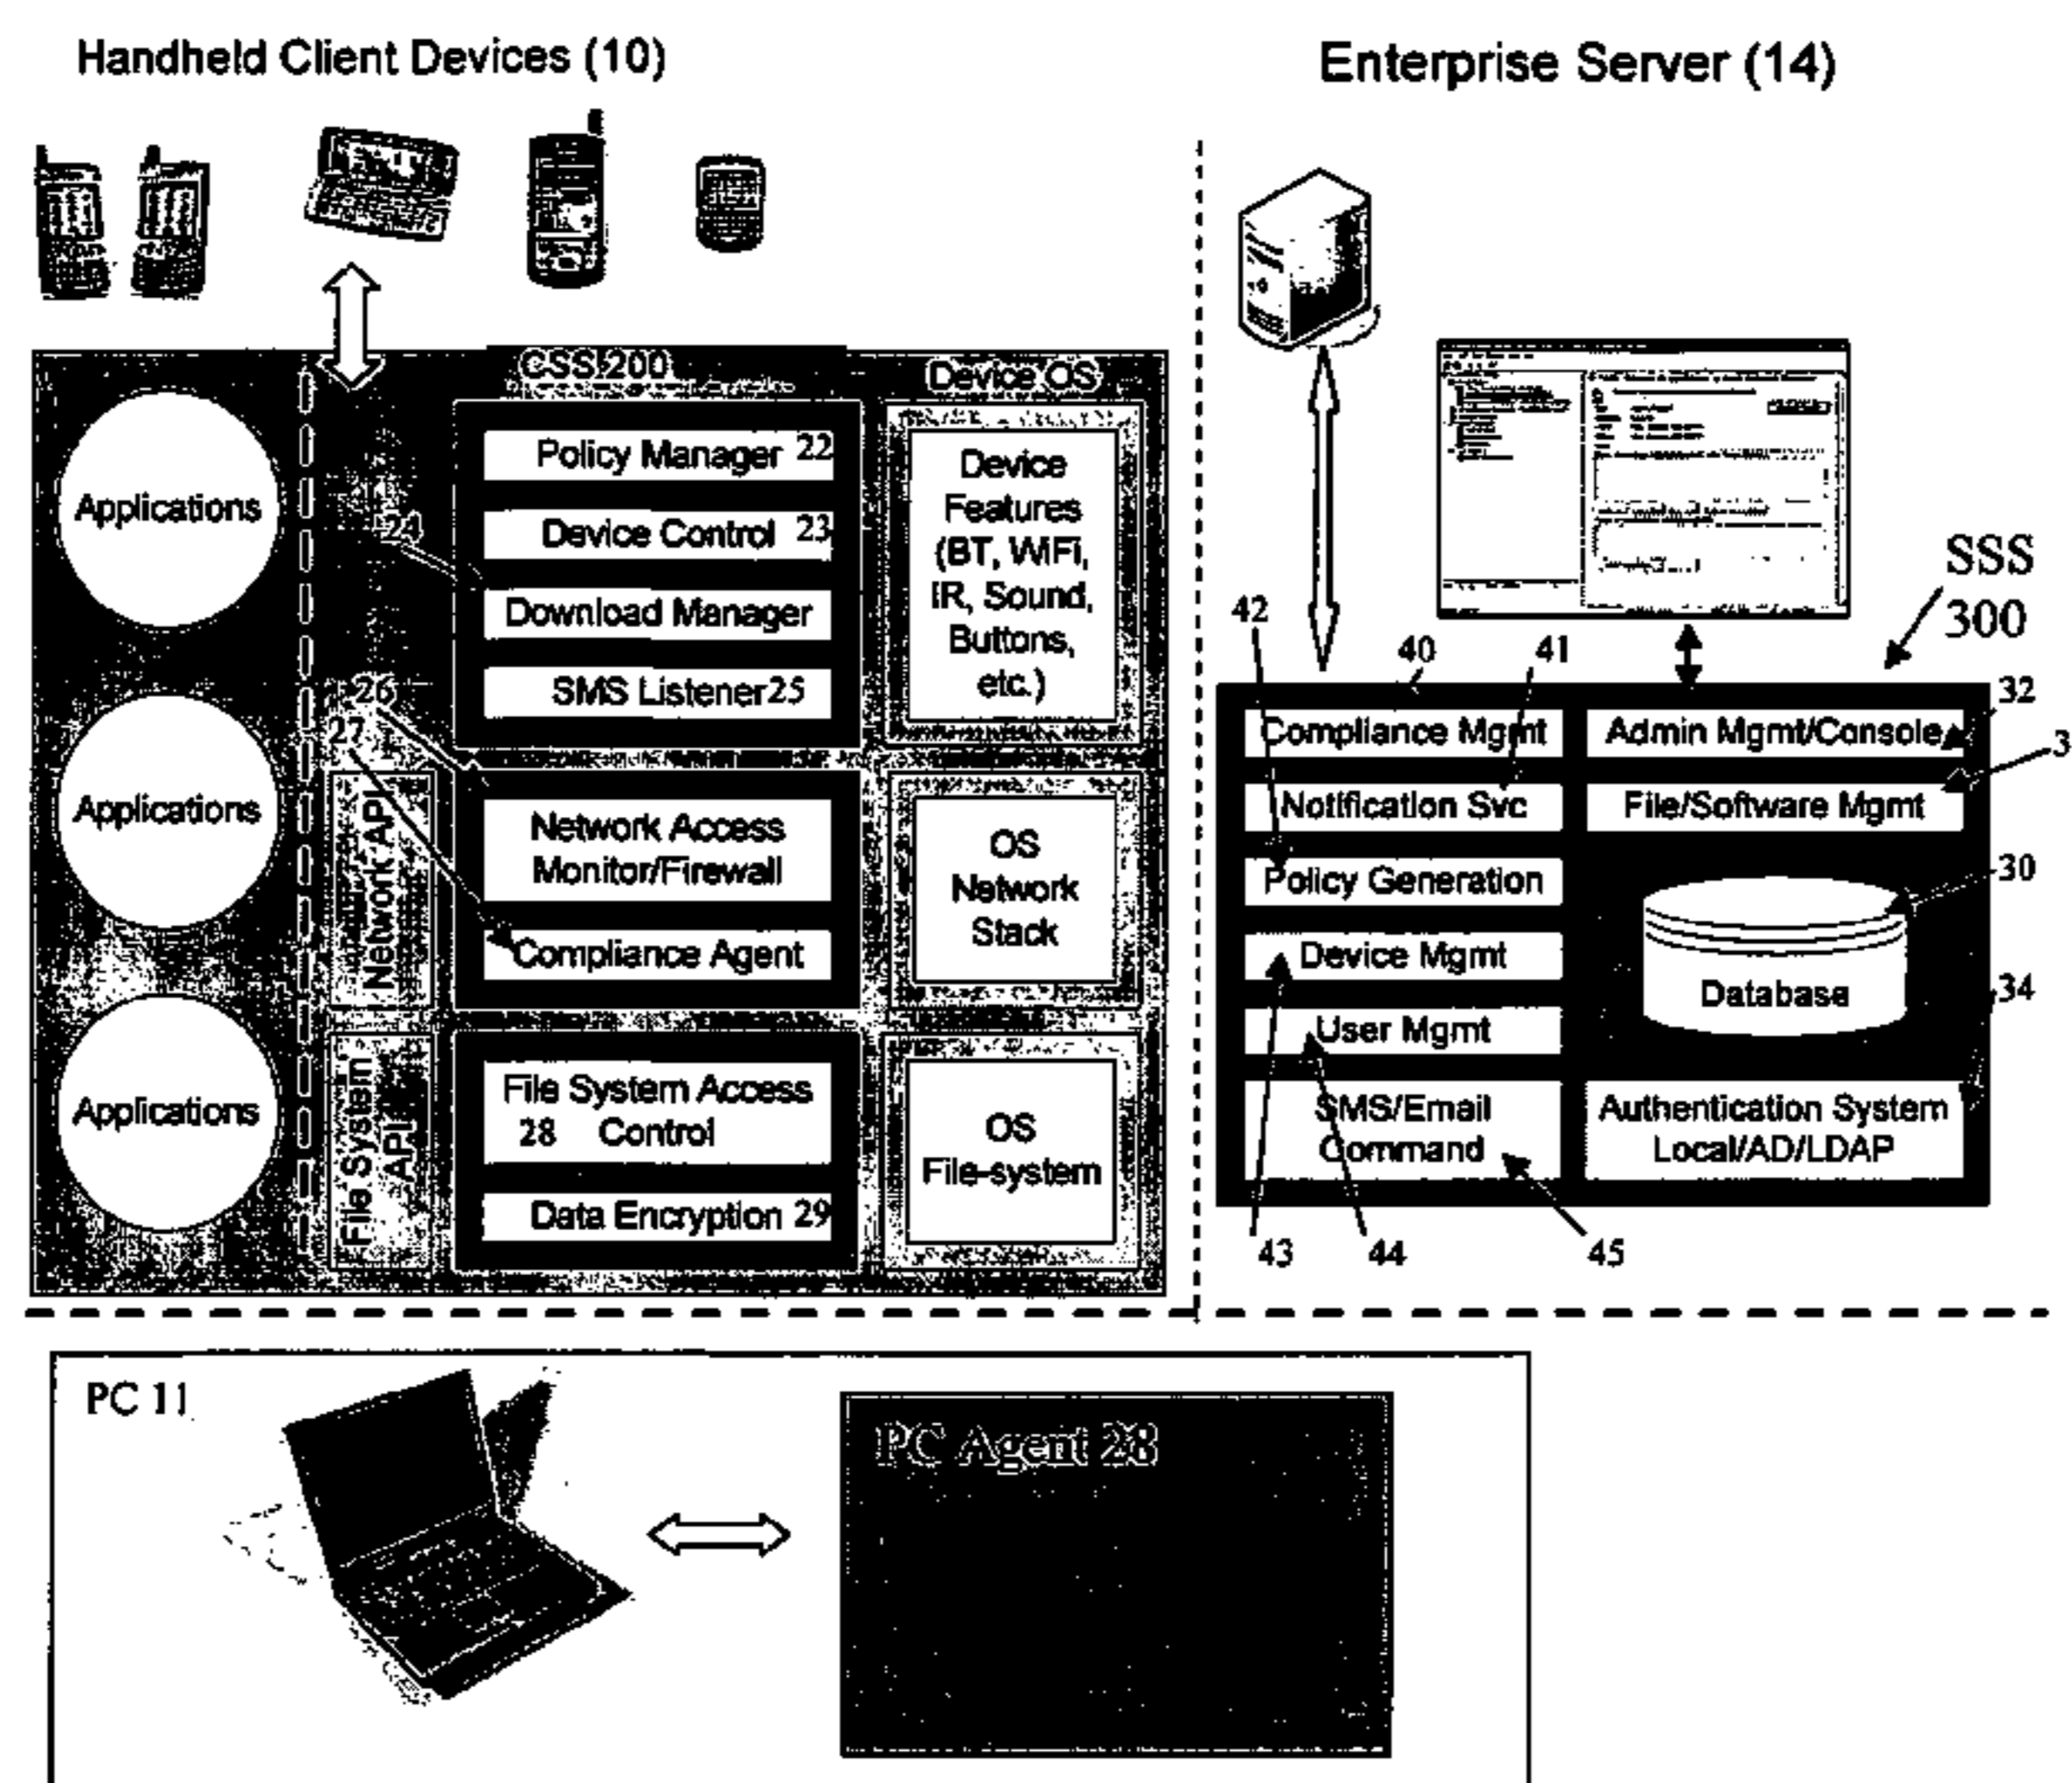 Handheld Client Devices (10)
Enterprise Server (14)
CSS 200
Device OS
Applications
Applications
Applications
24
26
27
Network API
File System
API
Policy Manager 22
Device Control 23
Download Manager
SMS Listener 25
Network Access
Monitor/Firewall
Compliance Agent
File System Access
28 Control
Data Encryption 29
Device
Features
(BT, WiFi,
IR, Sound,
Buttons,
etc.)
OS
Network
Stack
OS
File-system
SSS
300
42
40
41
32
3
30
34
Compliance Mgmt
Notification Svc
Policy Generation
Device Mgmt
User Mgmt
SMS/Email
Command
Admin Mgmt/Console
File/Software Mgmt
Database
Authentication System
Local/AD/LDAP
43
44
45
PC 11
PC Agent 28